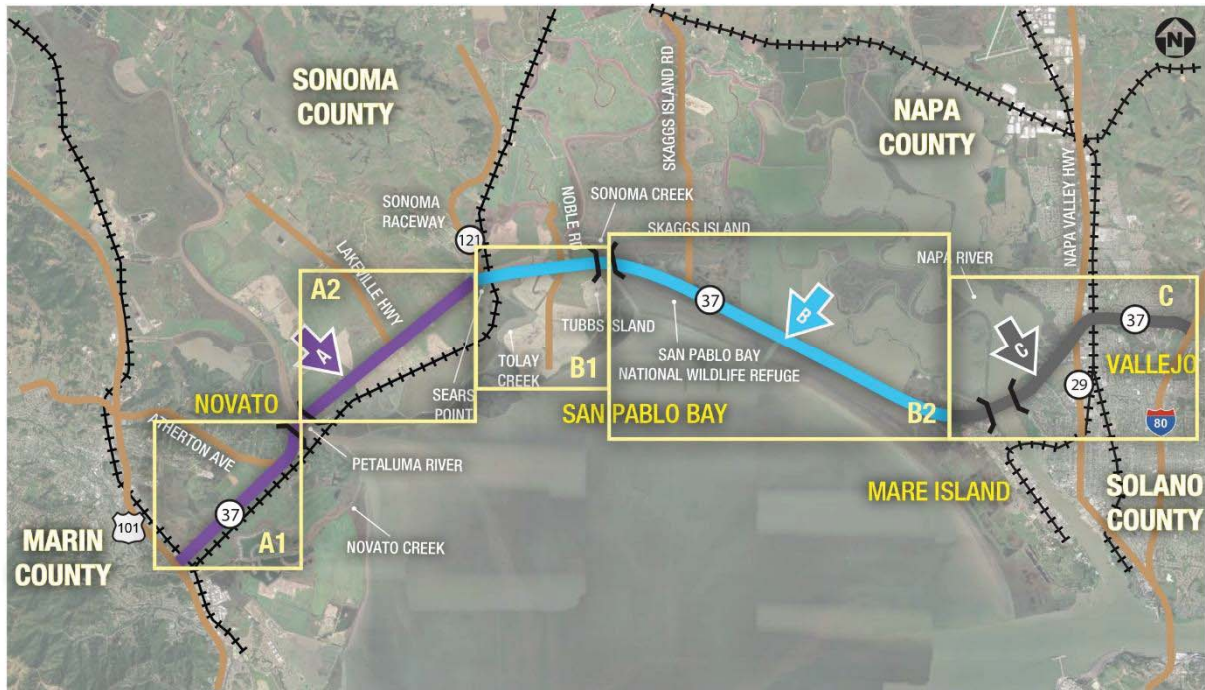 N
SONOMA
COUNTY
NAPA
COUNTY
SKAGGS ISLAND RD
NAPA VALLEY HWY
SONOMA CREEK
SONOMA
RACEWAY
NOBLE RD
SKAGGS ISLAND
121
LAKEVILLE HWY
NAPA RIVER
A2
A
37
B
C
C
37
TUBBS ISLAND
TOLAY
CREEK
B1
SAN PABLO BAY
NATIONAL WILDLIFE REFUGE
VALLEJO
29
SEARS
POINT
NOVATO
SAN PABLO BAY
B2
80
ATHERTON AVE
PETALUMA RIVER
MARE ISLAND
SOLANO
COUNTY
37
101
MARIN
COUNTY
A1
NOVATO CREEK